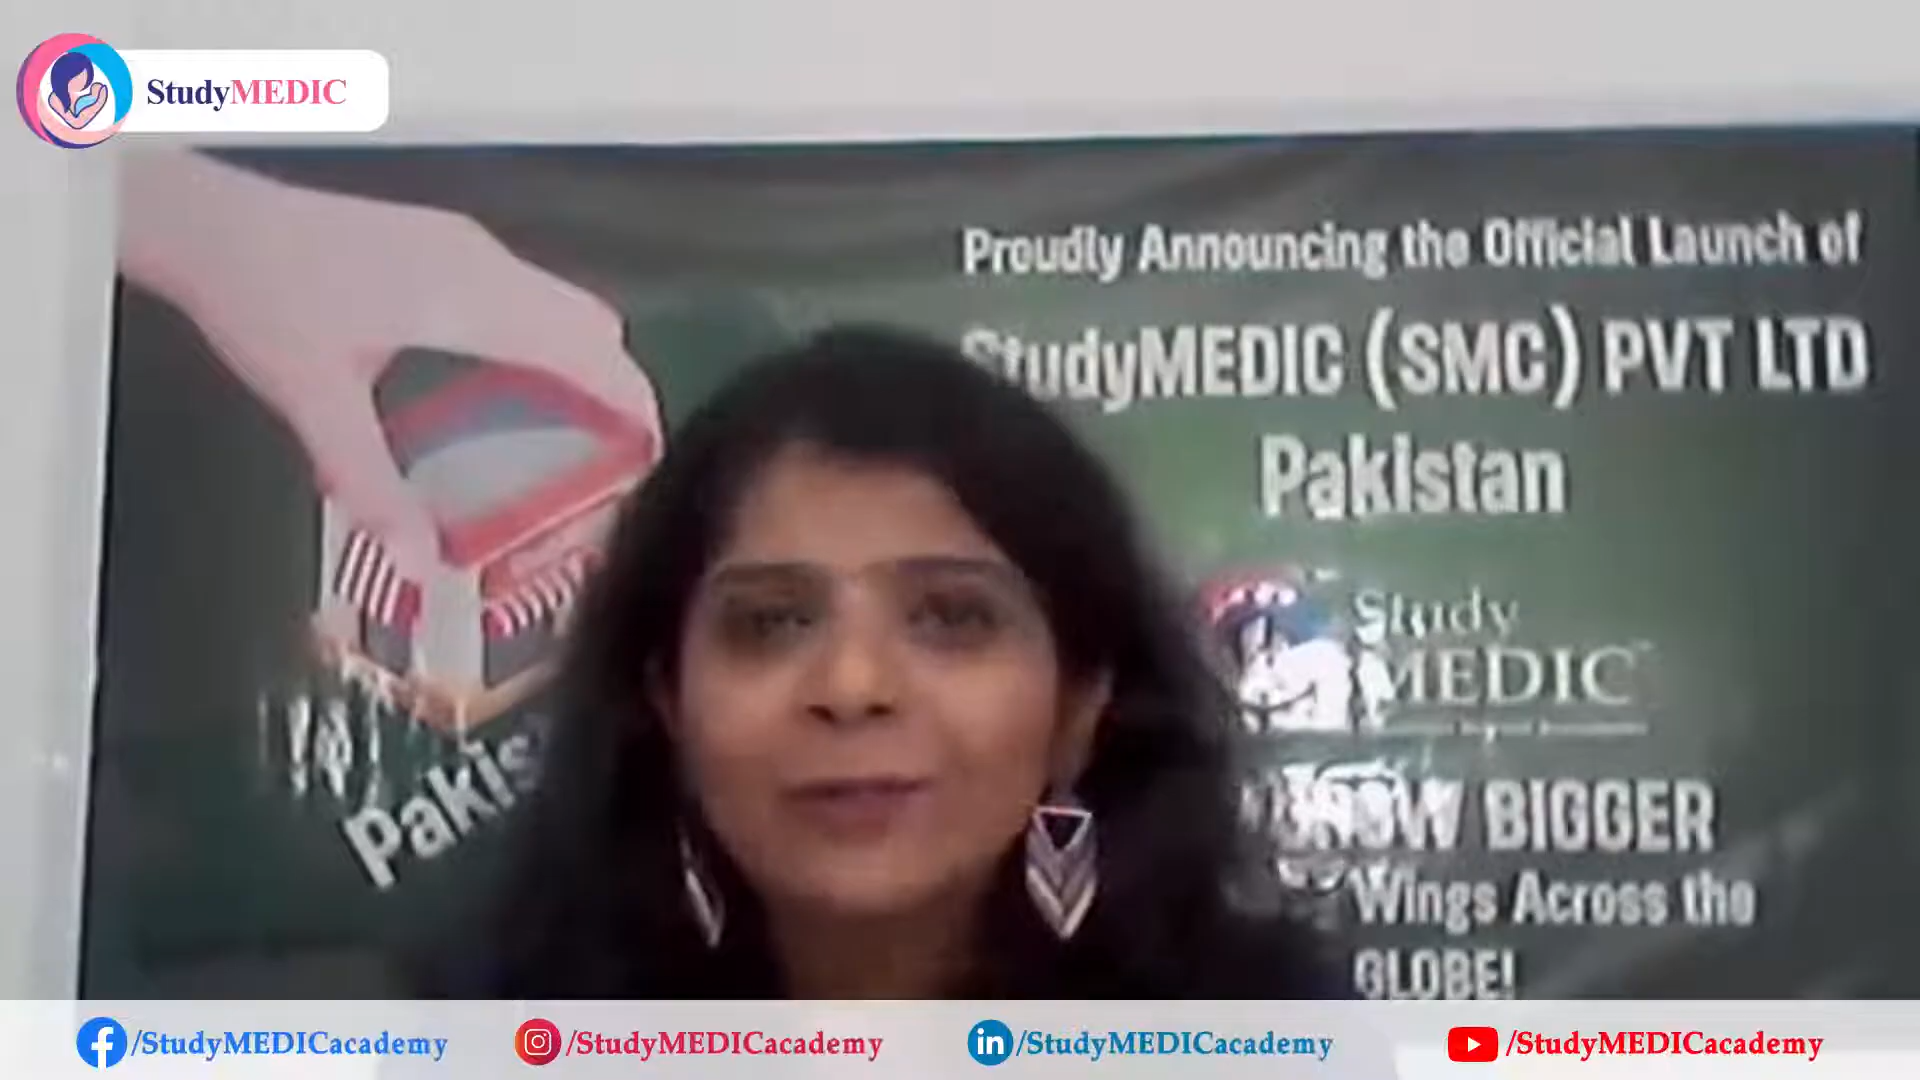 StudyMEDIC
Proudly Announcing the Official Launch of
StudyMEDIC (SMC) PVT LTD
Pakistan
Study
MEDIC
BIGGER
Wings Across the
GLOBE!
/StudyMEDICacademy
/StudyMEDICacademy
/StudyMEDICacademy
/StudyMEDICacademy